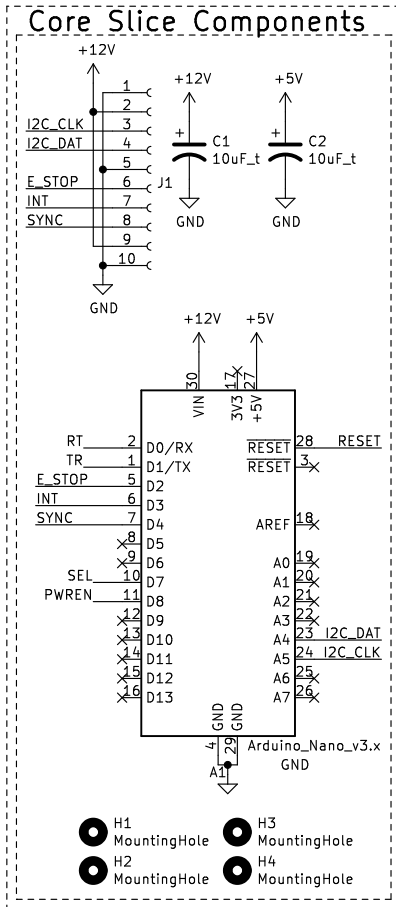 Core Slice Components
+12V
1
2
I2C_CLK 3
I2C_DAT 4
5
E_STOP 6 J1
INT 7
SYNC 8
9
10
GND
+12V
+ C1
10uF_t
GND
+5V
+ C2
10uF_t
GND
+12V +5V
30 17 27
VIN 3V3 +5V
RT 2 D0/RX RESET 28 RESET
TR 1 D1/TX RESET 3
E_STOP 5 D2
INT 6 D3
SYNC 7 D4 AREF 18
8 D5
9 D6 A0 19
SEL 10 D7 A1 20
PWREN 11 D8 A2 21
12 D9 A3 22
13 D10 A4 23 I2C_DAT
14 D11 A5 24 I2C_CLK
15 D12 A6 25
16 D13 A7 26
GND GND
4 29 Arduino_Nano_v3.x
A1 GND
H1 H3
MountingHole MountingHole
H2 H4
MountingHole MountingHole